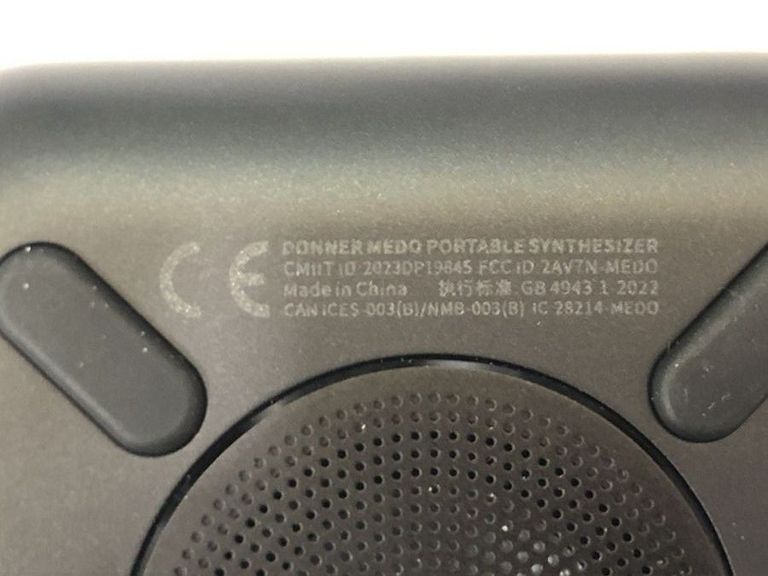 CE
DONNER MEDO PORTABLE SYNTHESIZER
CMIIT ID 2023DP19845 FCC ID 2AV7N-MEDO
Made in China 执行标准 GB 4943.1 2022
CAN ICES-003(B)/NMB-003(B) IC 28214-MEDO